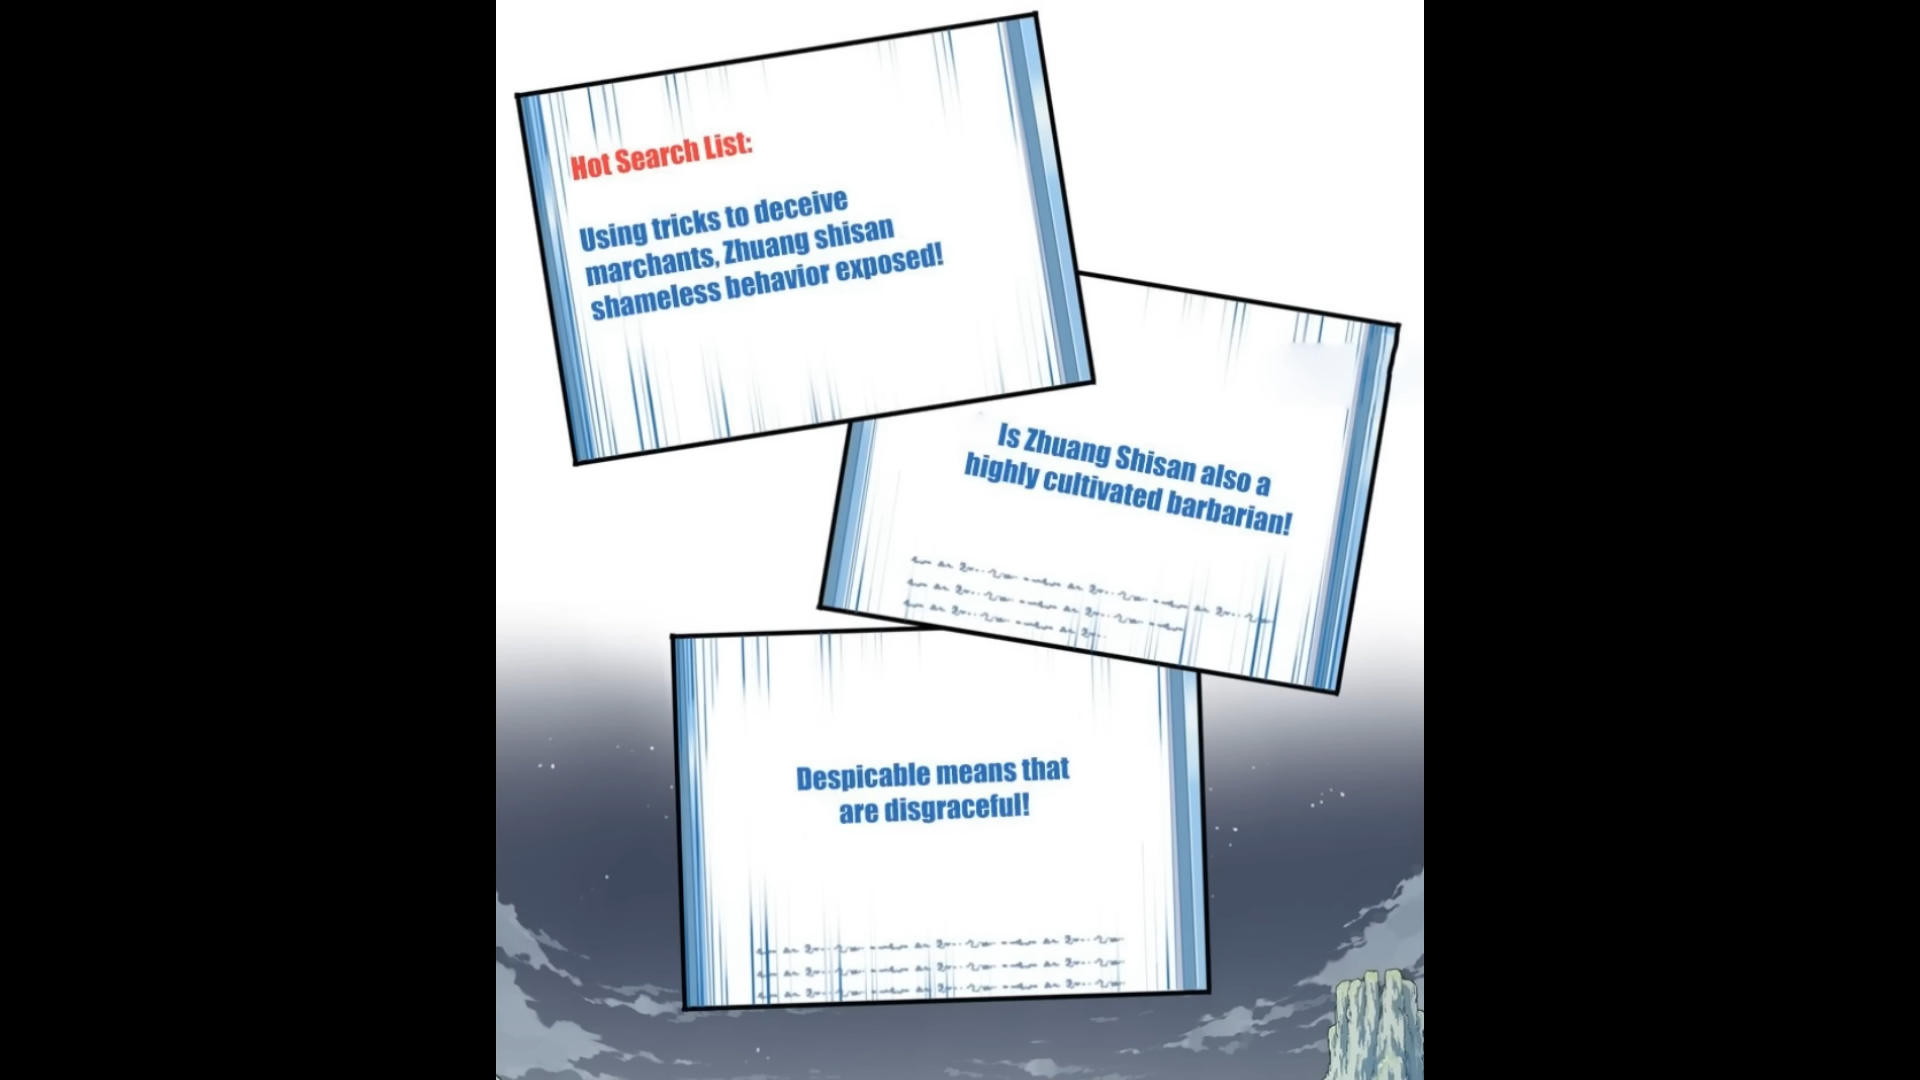 Hot Search List:
Using tricks to deceive
marchants, Zhuang shisan
shameless behavior exposed!
Is Zhuang Shisan also a
highly cultivated barbarian!
Despicable means that
are disgraceful!